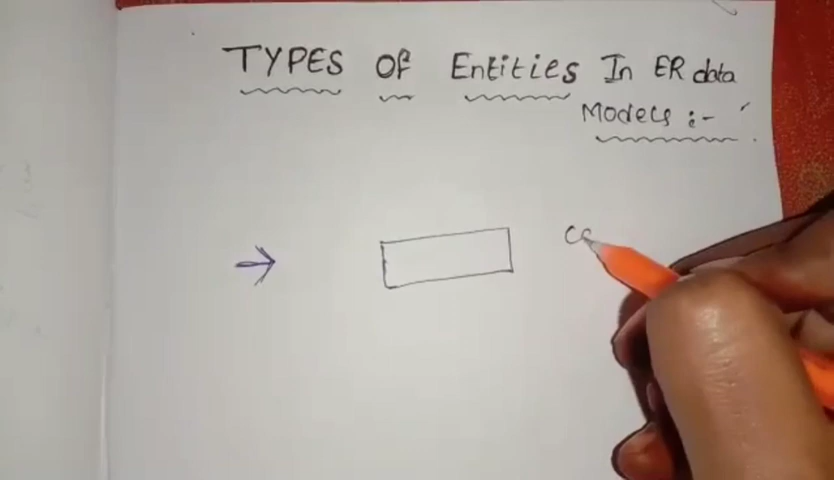 TYPES OF Entities In ER data
Models :-